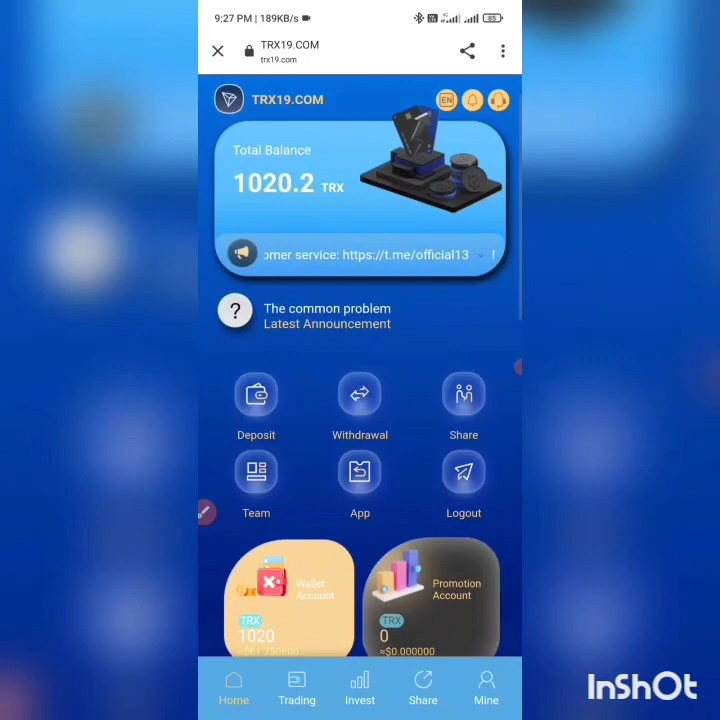 9:27 PM | 189KB/s
85
TRX19.COM
trx19.com
TRX19.COM
EN
Total Balance
1020.2 TRX
omer service: https://t.me/official13
?
The common problem
Latest Announcement
Deposit
Withdrawal
Share
Team
App
Logout
Wallet
Account
TRX
1020
Promotion
Account
TRX
0
≈$0.000000
Home
Trading
Invest
Share
Mine
InShOt